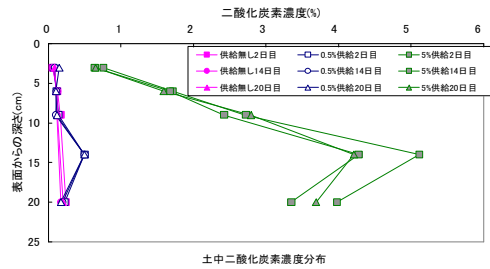 二酸化炭素濃度(%)
0 1 2 3 4 5 6
0
5
10
15
20
25
表面からの深さ(cm)
供給無し2日目 0.5%供給2日目 5%供給2日目
供給無し14日目 0.5%供給14日目 5%供給14日目
供給無し20日目 0.5%供給20日目 5%供給20日目
土中二酸化炭素濃度分布